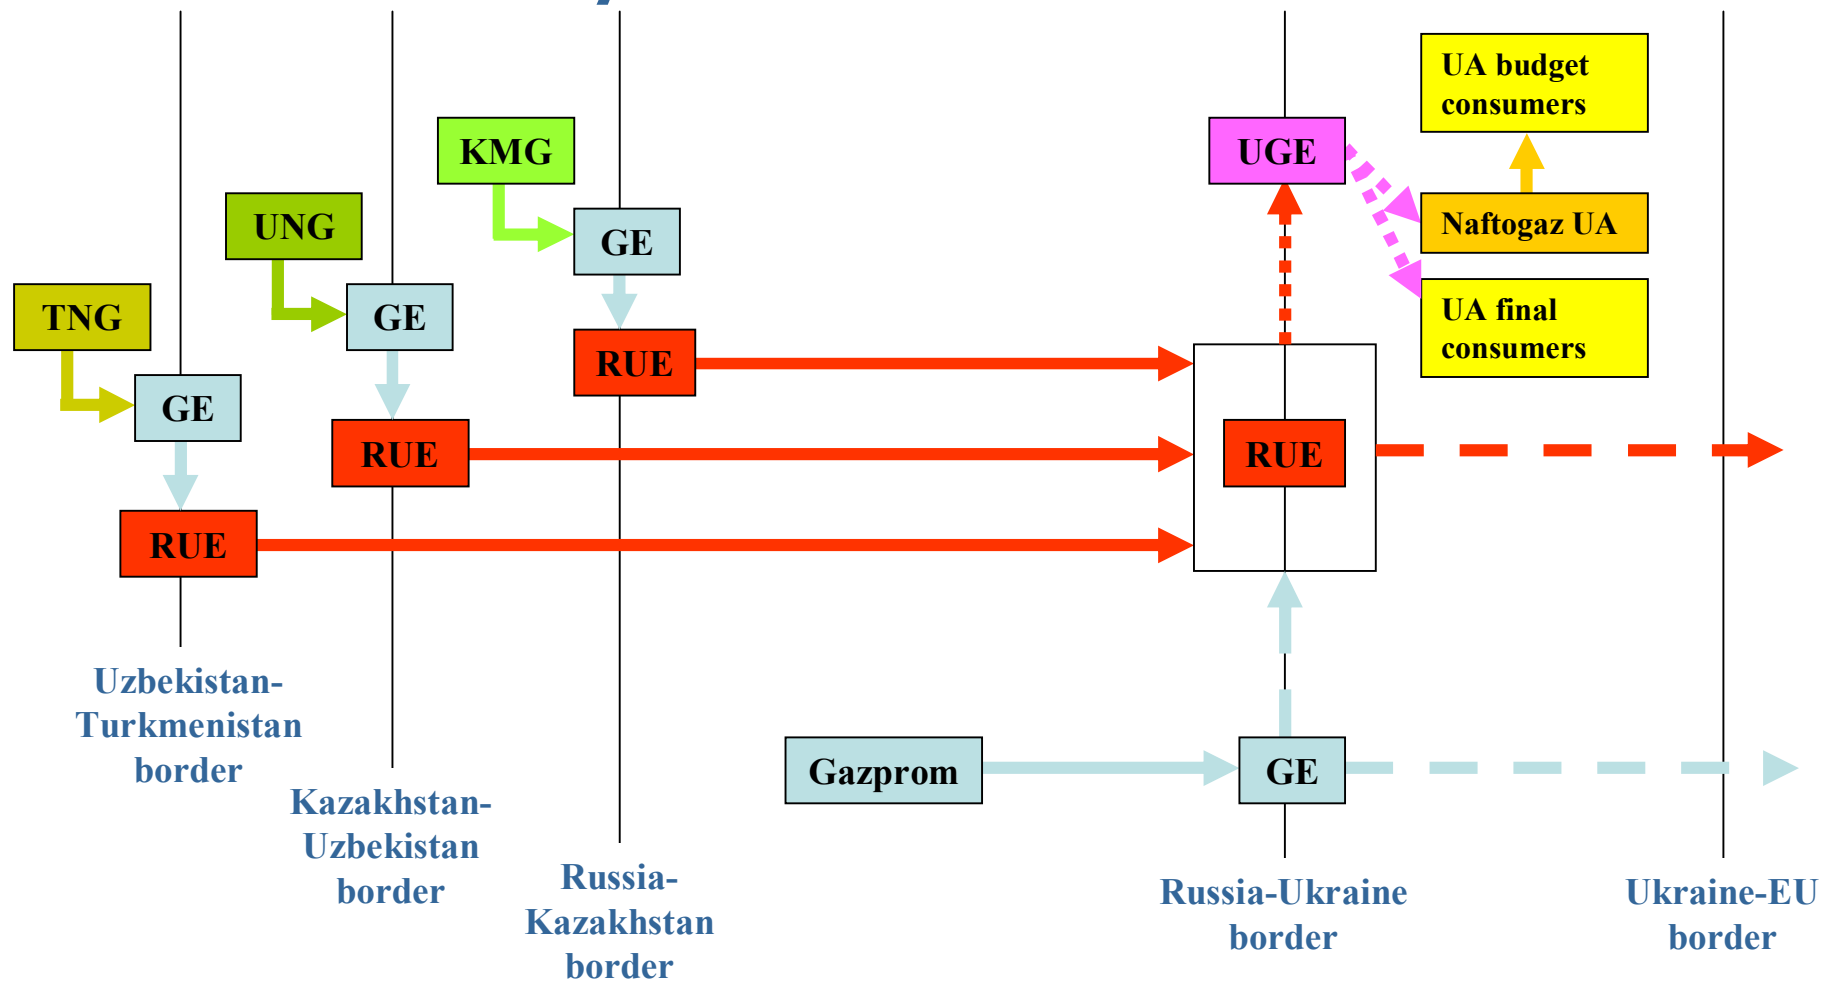 UA budget
consumers
UGE
KMG
UNG
Naftogaz UA
GE
TNG
GE
UA final
consumers
RUE
GE
RUE
RUE
RUE
Uzbekistan-
Turkmenistan
border
Gazprom
GE
Kazakhstan-
Uzbekistan
border
Russia-
Kazakhstan
border
Russia-Ukraine
border
Ukraine-EU
border